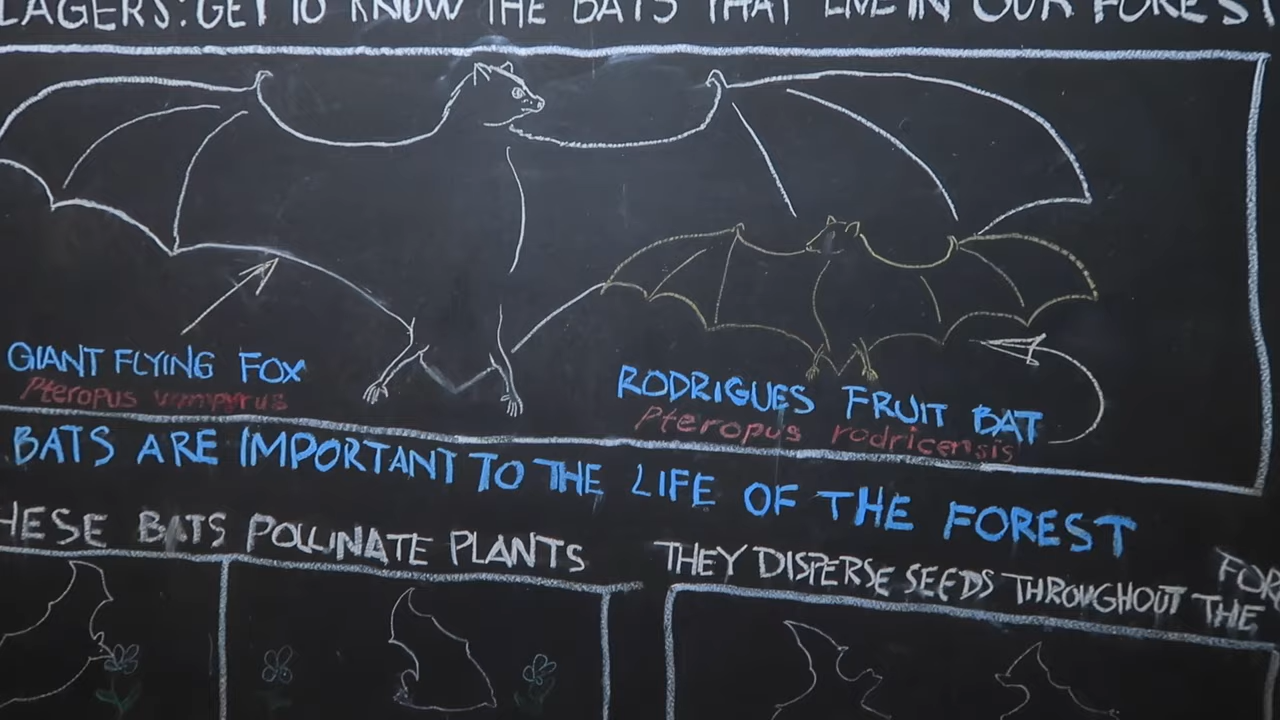 LAGERS: GET TO KNOW THE BATS THAT LIVE IN OUR FOREST
GIANT FLYING FOX
Pteropus vampyrus
RODRIGUES FRUIT BAT
Pteropus rodricensis
BATS ARE IMPORTANT TO THE LIFE OF THE FOREST
HESE BATS POLLINATE PLANTS
THEY DISPERSE SEEDS THROUGHOUT THE
FOR